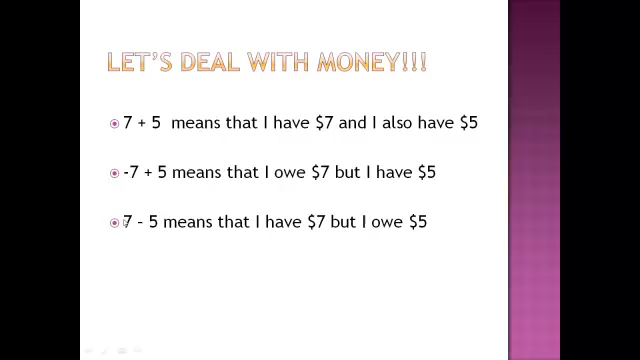 LET'S DEAL WITH MONEY!!!
7 + 5 means that I have $7 and I also have $5
-7 + 5 means that I owe $7 but I have $5
7 – 5 means that I have $7 but I owe $5